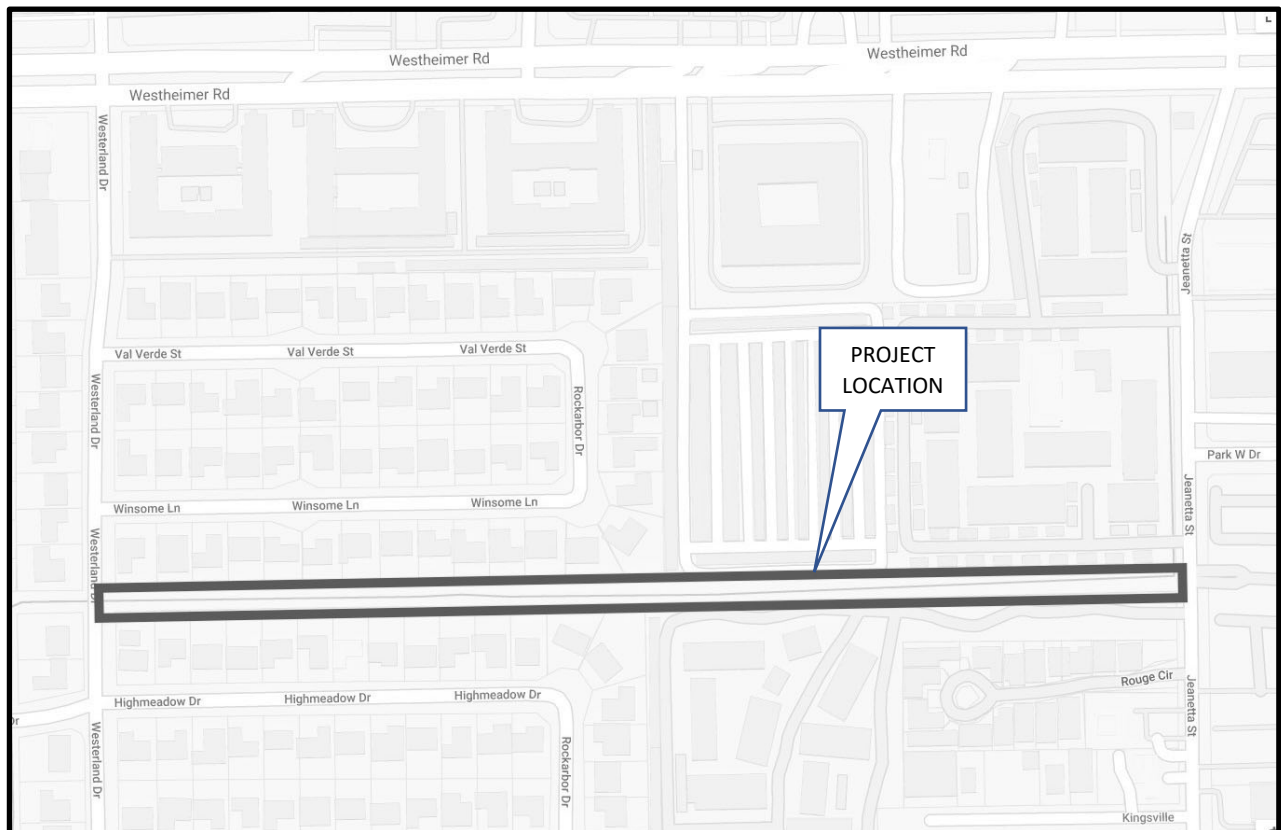 Westheimer Rd
Westheimer Rd
Westheimer Rd
Westerland Dr
Jeanetta St
PROJECT
LOCATION
Val Verde St
Val Verde St
Val Verde St
Westerland Dr
Rockarbor Dr
Park W Dr
Winsome Ln
Winsome Ln
Winsome Ln
Jeanetta St
Westerland Dr
Highmeadow Dr
Highmeadow Dr
Highmeadow Dr
Rouge Cir
Jeanetta St
Dr
Westerland Dr
Rockarbor Dr
Kingsville